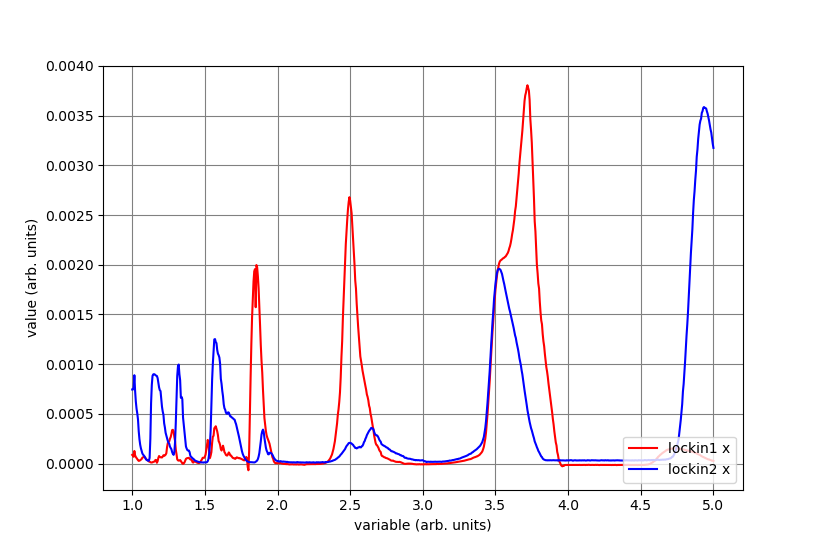 0.0040
0.0035
0.0030
0.0025
0.0020
0.0015
0.0010
0.0005
0.0000
value (arb. units)
1.0 1.5 2.0 2.5 3.0 3.5 4.0 4.5 5.0
variable (arb. units)
lockin1 x
lockin2 x